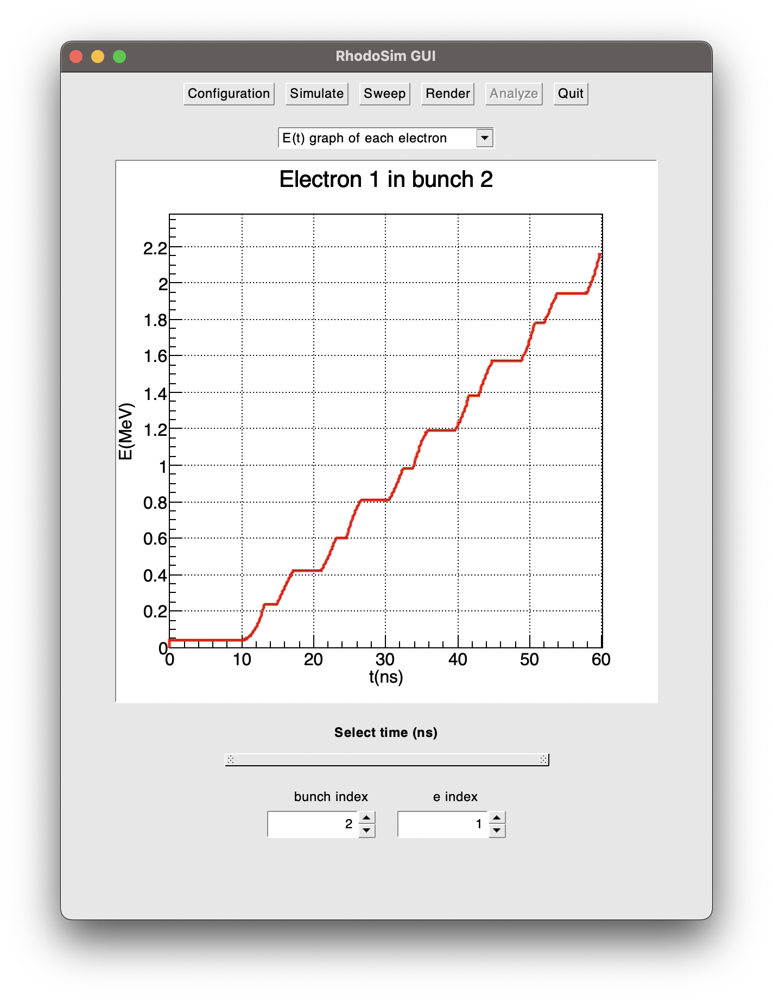 RhodoSim GUI
Configuration Simulate Sweep Render Analyze Quit
E(t) graph of each electron
Electron 1 in bunch 2
2.2
2
1.8
1.6
1.4
1.2
1
0.8
0.6
0.4
0.2
0
E(MeV)
0 10 20 30 40 50 60
t(ns)
Select time (ns)
bunch index e index
2 1